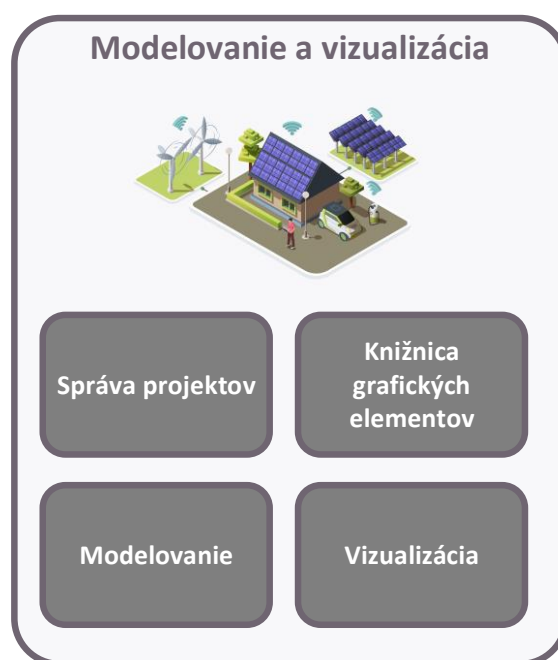 Modelovanie a vizualizácia
Správa projektov
Knižnica
grafických
elementov
Modelovanie
Vizualizácia